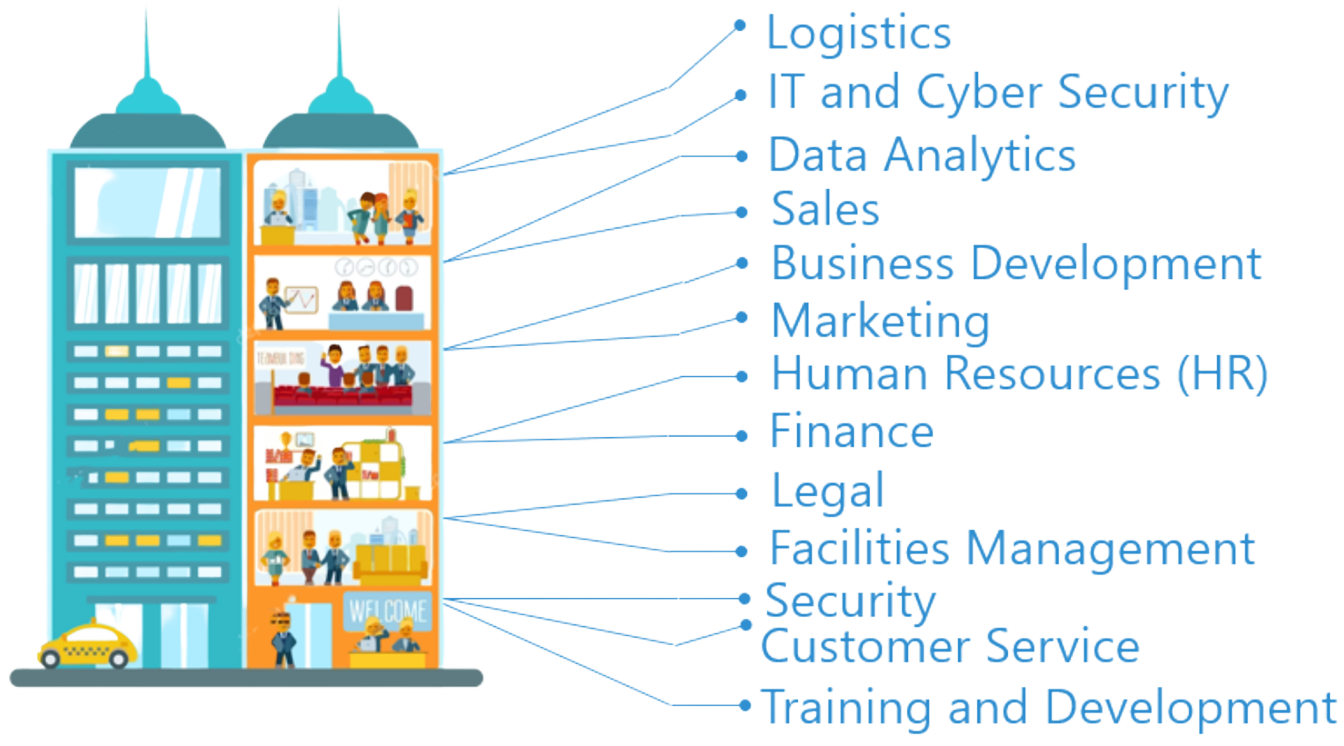 Logistics
IT and Cyber Security
Data Analytics
Sales
Business Development
Marketing
TEAMBUILDING
Human Resources (HR)
Finance
Legal
Facilities Management
Security
WELCOME
Customer Service
Training and Development